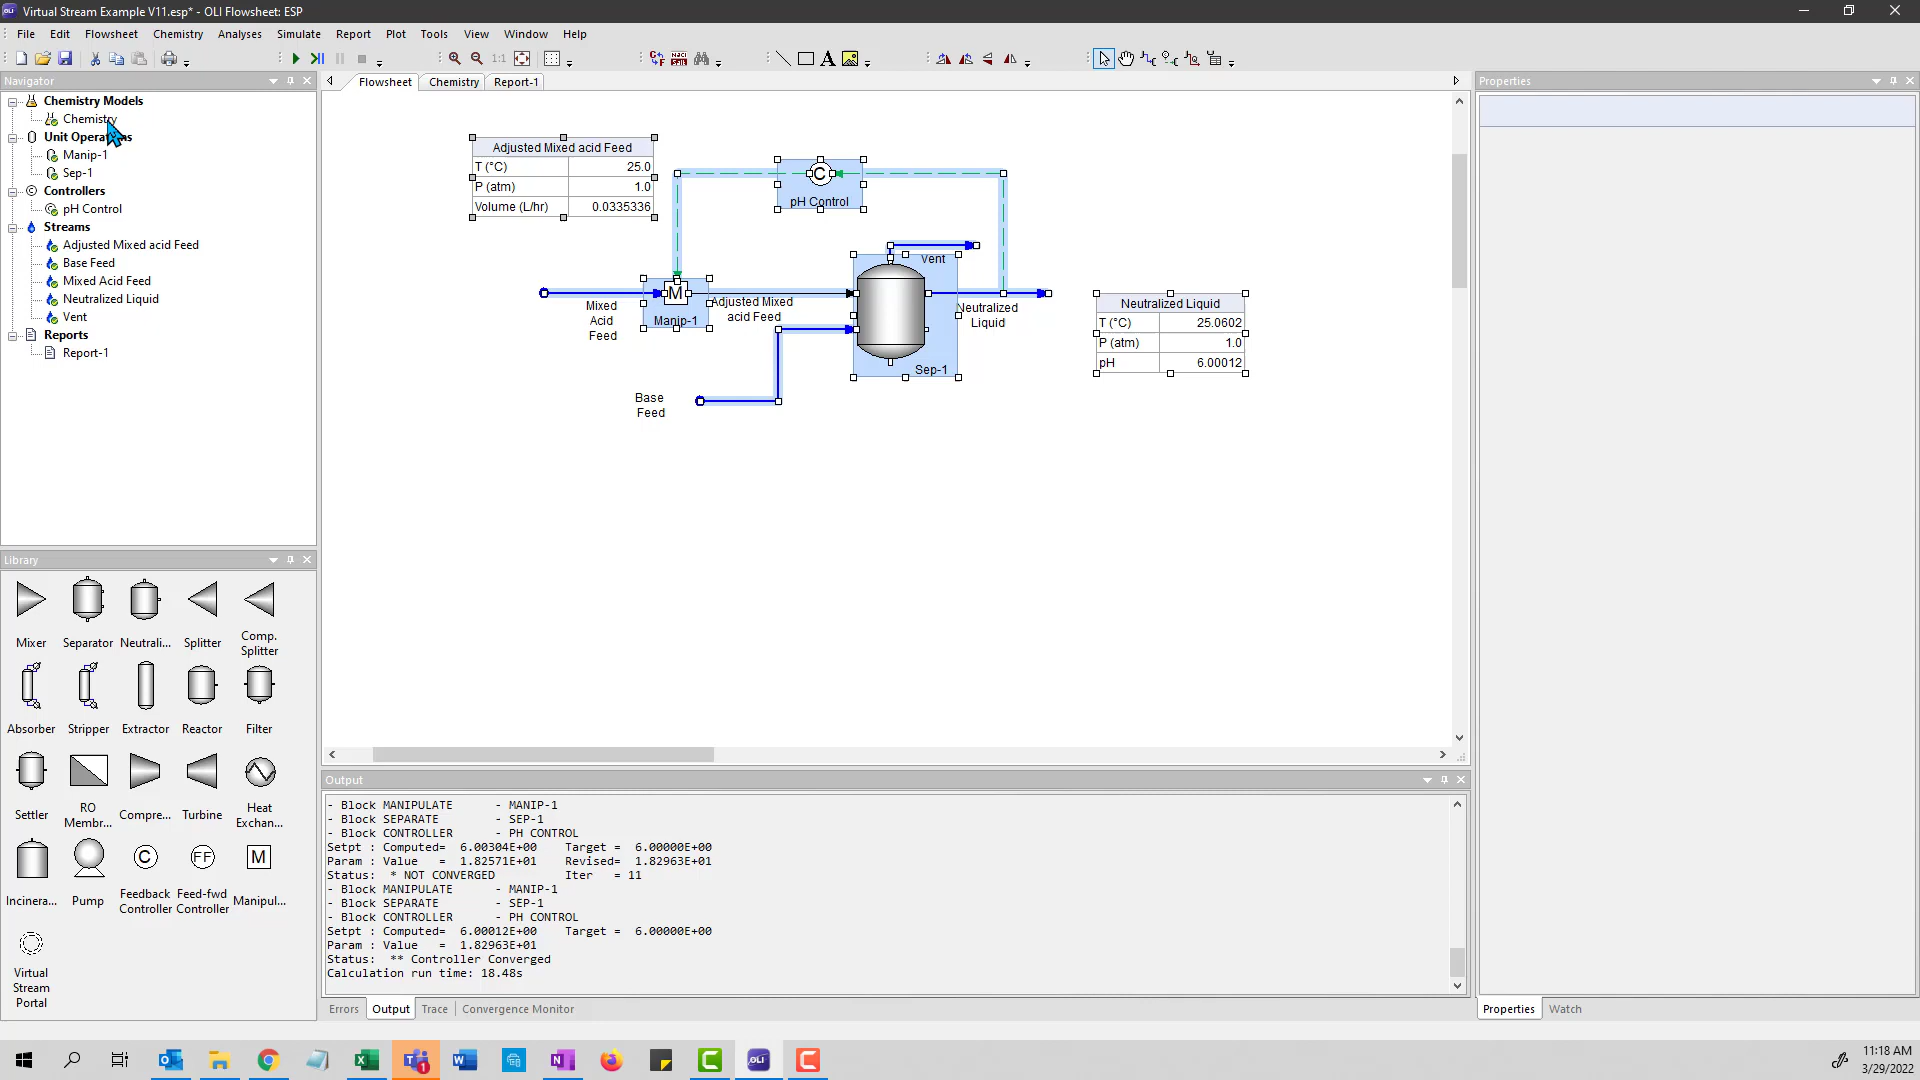 Virtual Stream Example V11.esp* - OLI Flowsheet: ESP
File Edit Flowsheet Chemistry Analyses Simulate Report Plot Tools View Window Help
Navigator
Chemistry Models
Chemistry
Unit Operations
Manip-1
Sep-1
Controllers
pH Control
Streams
Adjusted Mixed acid Feed
Base Feed
Mixed Acid Feed
Neutralized Liquid
Vent
Reports
Report-1
Library
Mixer Separator Neutrali... Splitter Comp. Splitter
Absorber Stripper Extractor Reactor Filter
Settler RO Membr... Compre... Turbine Heat Exchan...
Incinera... Pump Feedback Controller Feed-fwd Controller Manipul...
Virtual Stream Portal
Flowsheet Chemistry Report-1
Adjusted Mixed acid Feed
T (°C) 25.0
P (atm) 1.0
Volume (L/hr) 0.0335336
C
pH Control
Vent
M
Manip-1
Mixed Acid Feed
Adjusted Mixed acid Feed
Neutralized Liquid
Sep-1
Base Feed
Neutralized Liquid
T (°C) 25.0602
P (atm) 1.0
pH 6.00012
Output
- Block MANIPULATE - MANIP-1
- Block SEPARATE - SEP-1
- Block CONTROLLER - PH CONTROL
Setpt : Computed= 6.00304E+00 Target = 6.00000E+00
Param : Value = 1.82571E+01 Revised= 1.82963E+01
Status: * NOT CONVERGED Iter = 11
- Block MANIPULATE - MANIP-1
- Block SEPARATE - SEP-1
- Block CONTROLLER - PH CONTROL
Setpt : Computed= 6.00012E+00 Target = 6.00000E+00
Param : Value = 1.82963E+01
Status: ** Controller Converged
Calculation run time: 18.48s
Errors Output Trace Convergence Monitor
Properties
Properties Watch
11:18 AM
3/29/2022